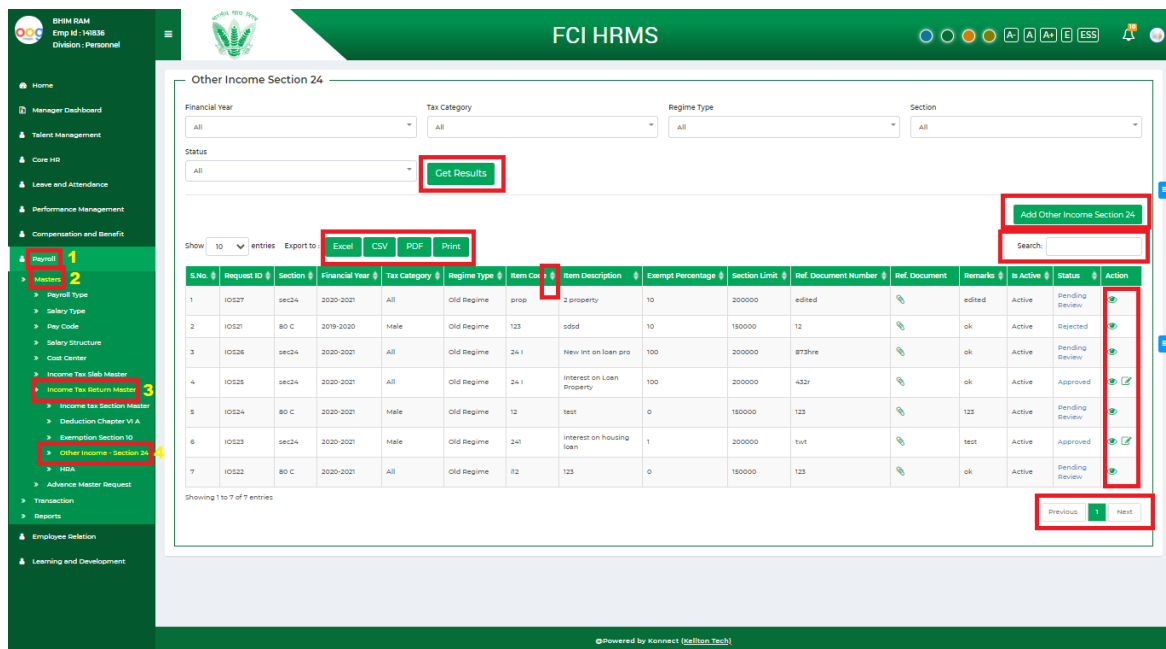 BHIM RAM
Emp Id : 141836
Division : Personnel
FCI HRMS
A- A A+ E ESS
10
Home
Manager Dashboard
Talent Management
Core HR
Leave and Attendance
Performance Management
Compensation and Benefit
Payroll 1
Masters 2
Payroll Type
Salary Type
Pay Code
Salary Structure
Cost Center
Income Tax Slab Master
Income Tax Return Master 3
Income tax Section Master
Deduction Chapter VI A
Exemption Section 10
Other Income - Section 24 4
HRA
Advance Master Request
Transaction
Reports
Employee Relation
Learning and Development
Other Income Section 24
Financial Year Tax Category Regime Type Section
All All All All
Status
All Get Results
Add Other Income Section 24
Show 10 entries Export to : Excel CSV PDF Print Search:
S.No. Request ID Section Financial Year Tax Category Regime Type Item Code Item Description Exempt Percentage Section Limit Ref. Document Number Ref. Document Remarks Is Active Status Action
1 IOS27 sec24 2020-2021 All Old Regime prop 2 property 10 200000 edited edited Active Pending Review
2 IOS21 80 C 2019-2020 Male Old Regime 123 sdsd 10 150000 12 ok Active Rejected
3 IOS26 sec24 2020-2021 All Old Regime 24 I New Int on loan pro 100 200000 873hre ok Active Pending Review
4 IOS25 sec24 2020-2021 All Old Regime 24 I Interest on Loan Property 100 200000 432r ok Active Approved
5 IOS24 80 C 2020-2021 Male Old Regime 12 test 0 150000 123 123 Active Pending Review
6 IOS23 sec24 2020-2021 Male Old Regime 24I interest on housing loan 1 200000 twt test Active Approved
7 IOS22 80 C 2020-2021 All Old Regime i12 123 0 150000 123 ok Active Pending Review
Showing 1 to 7 of 7 entries
Previous 1 Next
@Powered by Konnect (Kellton Tech)